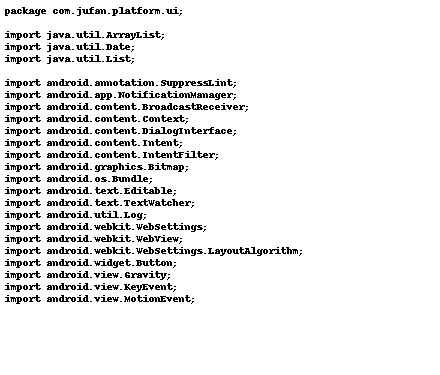 package com.jufan.platform.ui;
import java.util.ArrayList;
import java.util.Date;
import java.util.List;
import android.annotation.SuppressLint;
import android.app.NotificationManager;
import android.content.BroadcastReceiver;
import android.content.Context;
import android.content.DialogInterface;
import android.content.Intent;
import android.content.IntentFilter;
import android.graphics.Bitmap;
import android.os.Bundle;
import android.text.Editable;
import android.text.TextWatcher;
import android.util.Log;
import android.webkit.WebSettings;
import android.webkit.WebView;
import android.webkit.WebSettings.LayoutAlgorithm;
import android.widget.Button;
import android.view.Gravity;
import android.view.KeyEvent;
import android.view.MotionEvent;